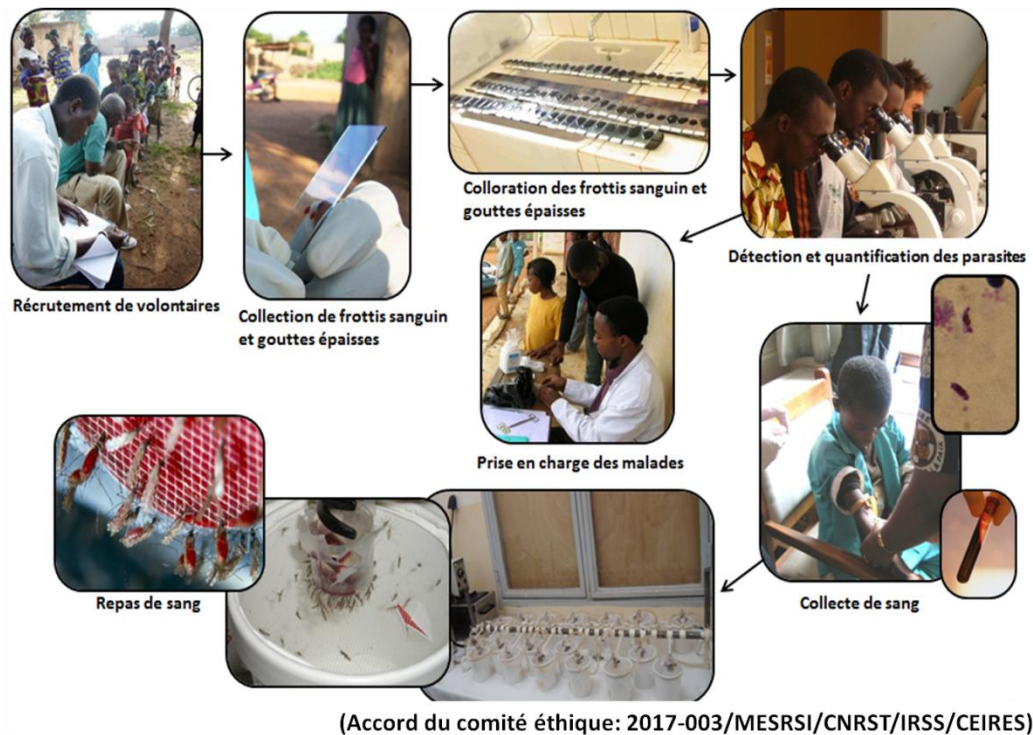 Récrutement de volontaires
Collection de frottis sanguin
et gouttes épaisses
Colloration des frottis sanguin et
gouttes épaisses
Détection et quantification des parasites
Prise en charge des malades
Collecte de sang
Repas de sang
(Accord du comité éthique: 2017-003/MESRSI/CNRST/IRSS/CEIRES)